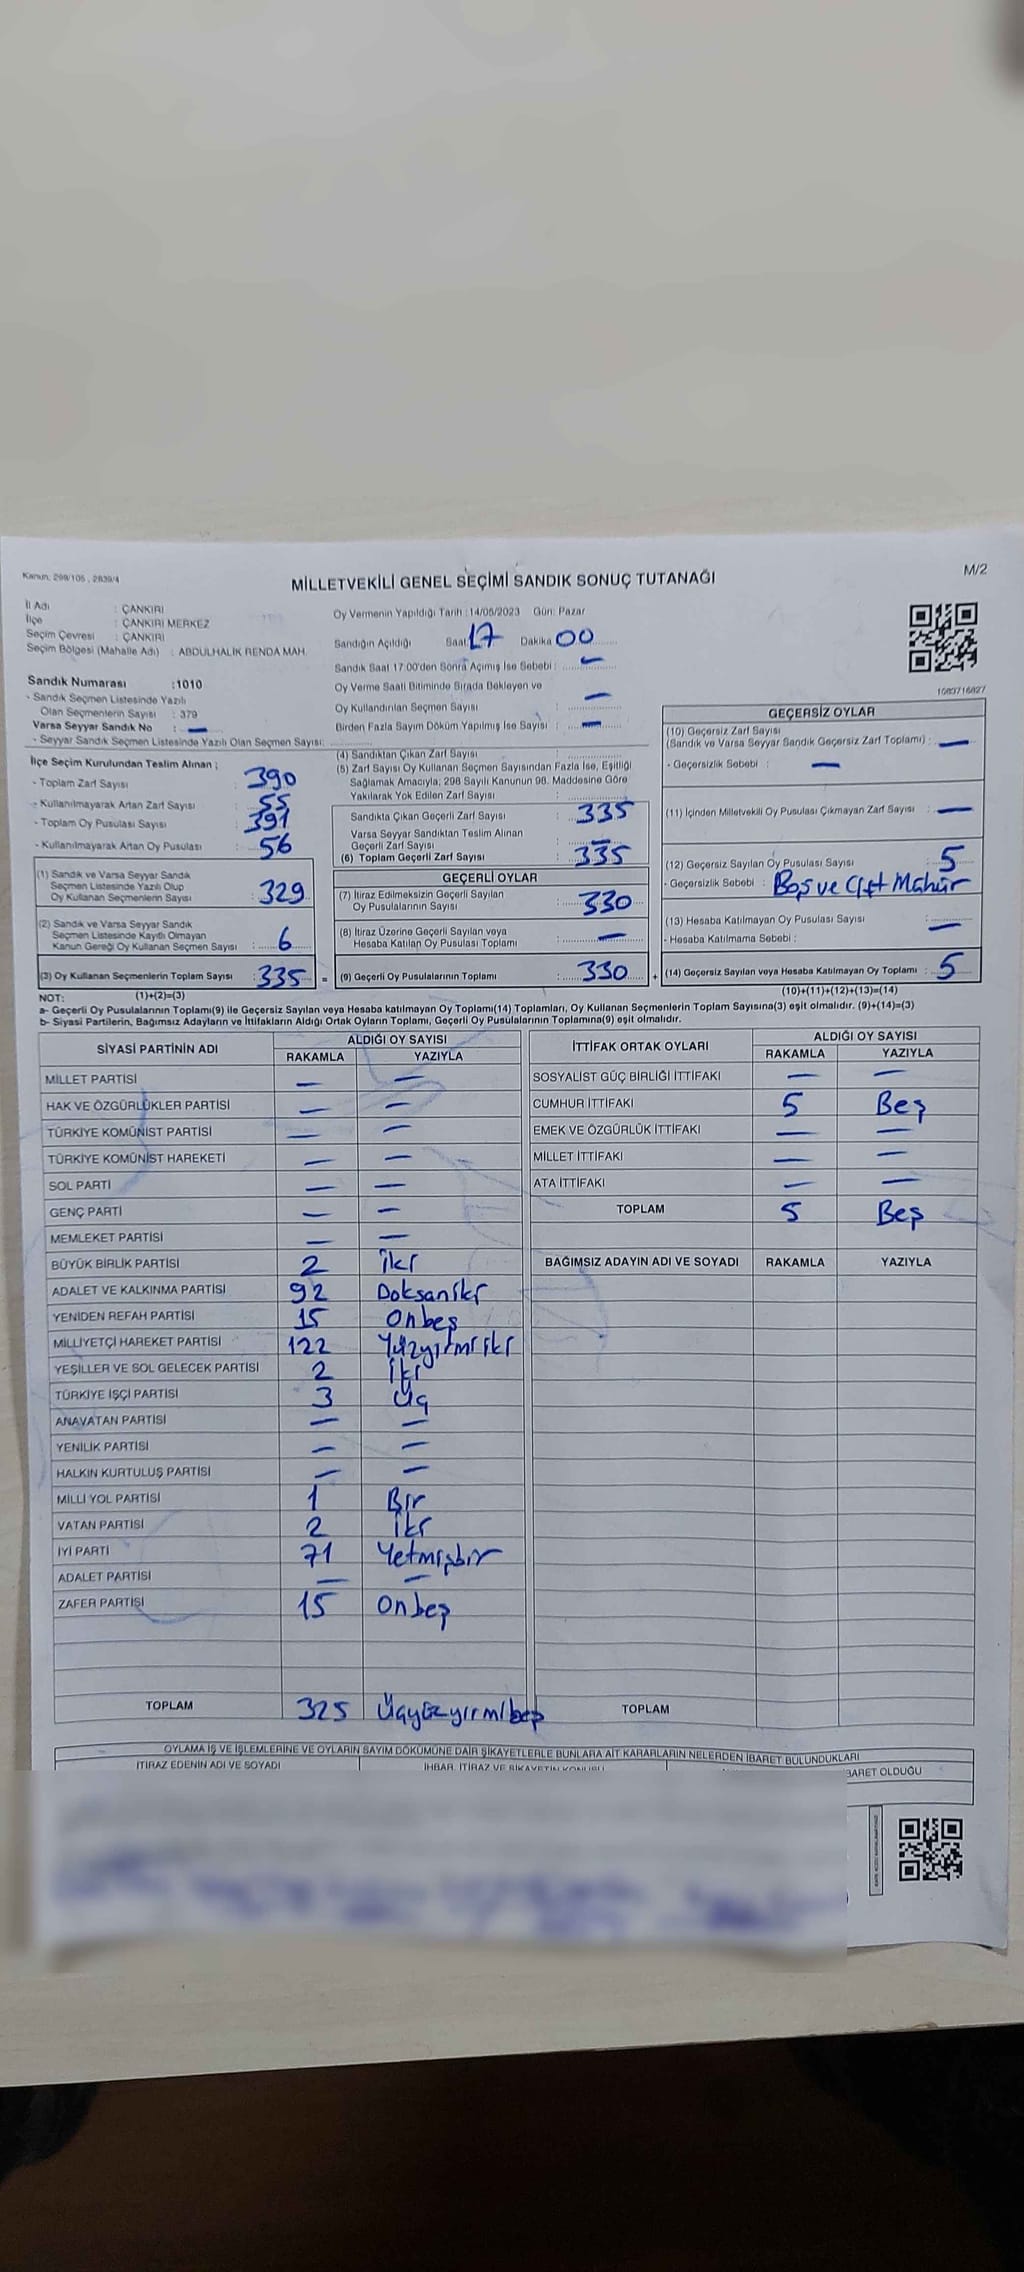 Kanun, 298/105 , 2839/4
MİLLETVEKİLİ GENEL SEÇİMİ SANDIK SONUÇ TUTANAĞI
M/2
İl Adı : ÇANKIRI
İlçe : ÇANKIRI MERKEZ
Seçim Çevresi : ÇANKIRI
Seçim Bölgesi (Mahalle Adı) : ABDULHALİK RENDA MAH.
Sandık Numarası :1010
- Sandık Seçmen Listesinde Yazılı
Olan Seçmenlerin Sayısı : 379
Varsa Seyyar Sandık No : —
- Seyyar Sandık Seçmen Listesinde Yazılı Olan Seçmen Sayısı:
Oy Vermenin Yapıldığı Tarih :14/05/2023 Gün: Pazar
Sandığın Açıldığı Saat 17 Dakika 00
Sandık Saat 17.00'den Sonra Açımış İse Sebebi : —
Oy Verme Saati Bitiminde Sırada Bekleyen ve
Oy Kullandırılan Seçmen Sayısı : —
Birden Fazla Sayım Döküm Yapılmış İse Sayısı : —
1083716827
İlçe Seçim Kurulundan Teslim Alınan ;
- Toplam Zarf Sayısı : 390
- Kullanılmayarak Artan Zarf Sayısı : 55
- Toplam Oy Pusulası Sayısı : 391
- Kullanılmayarak Artan Oy Pusulası : 56
(1) Sandık ve Varsa Seyyar Sandık
Seçmen Listesinde Yazılı Olup
Oy Kullanan Seçmenlerin Sayısı : 329
(2) Sandık ve Varsa Seyyar Sandık
Seçmen Listesinde Kayıtlı Olmayan
Kanun Gereği Oy Kullanan Seçmen Sayısı : 6
(3) Oy Kullanan Seçmenlerin Toplam Sayısı : 335 =
(1)+(2)=(3)
(4) Sandıktan Çıkan Zarf Sayısı :
(5) Zarf Sayısı Oy Kullanan Seçmen Sayısından Fazla İse, Eşitliği
Sağlamak Amacıyla; 298 Sayılı Kanunun 98. Maddesine Göre
Yakılarak Yok Edilen Zarf Sayısı :
Sandıkta Çıkan Geçerli Zarf Sayısı : 335
Varsa Seyyar Sandıktan Teslim Alınan
Geçerli Zarf Sayısı : —
(6) Toplam Geçerli Zarf Sayısı : 335
GEÇERLİ OYLAR
(7) İtiraz Edilmeksizin Geçerli Sayılan
Oy Pusulalarının Sayısı : 330
(8) İtiraz Üzerine Geçerli Sayılan veya
Hesaba Katılan Oy Pusulası Toplamı : —
(9) Geçerli Oy Pusulalarının Toplamı : 330 +
GEÇERSİZ OYLAR
(10) Geçersiz Zarf Sayısı
(Sandık ve Varsa Seyyar Sandık Geçersiz Zarf Toplamı) : —
- Geçersizlik Sebebi : —
(11) İçinden Milletvekili Oy Pusulası Çıkmayan Zarf Sayısı : —
(12) Geçersiz Sayılan Oy Pusulası Sayısı : 5
- Geçersizlik Sebebi : Boş ve Çift Mühür
(13) Hesaba Katılmayan Oy Pusulası Sayısı : —
- Hesaba Katılmama Sebebi :
(14) Geçersiz Sayılan veya Hesaba Katılmayan Oy Toplamı : 5
(10)+(11)+(12)+(13)=(14)
NOT:
a- Geçerli Oy Pusulalarının Toplamı(9) ile Geçersiz Sayılan veya Hesaba katılmayan Oy Toplamı(14) Toplamları, Oy Kullanan Seçmenlerin Toplam Sayısına(3) eşit olmalıdır. (9)+(14)=(3)
b- Siyasi Partilerin, Bağımsız Adayların ve İttifakların Aldığı Ortak Oyların Toplamı, Geçerli Oy Pusulalarının Toplamına(9) eşit olmalıdır.
SİYASİ PARTİNİN ADI ALDIĞI OY SAYISI
RAKAMLA YAZIYLA
MİLLET PARTİSİ — —
HAK VE ÖZGÜRLÜKLER PARTİSİ — —
TÜRKİYE KOMÜNİST PARTİSİ — —
TÜRKİYE KOMÜNİST HAREKETİ — —
SOL PARTİ — —
GENÇ PARTİ — —
MEMLEKET PARTİSİ — —
BÜYÜK BİRLİK PARTİSİ 2 iki
ADALET VE KALKINMA PARTİSİ 92 Doksaniki
YENİDEN REFAH PARTİSİ 15 Onbeş
MİLLİYETÇİ HAREKET PARTİSİ 122 Yüzyirmi iki
YEŞİLLER VE SOL GELECEK PARTİSİ 2 İki
TÜRKİYE İŞÇİ PARTİSİ 3 Üç
ANAVATAN PARTİSİ — —
YENİLİK PARTİSİ — —
HALKIN KURTULUŞ PARTİSİ — —
MİLLİ YOL PARTİSİ 1 Bir
VATAN PARTİSİ 2 iki
İYİ PARTİ 71 Yetmişbir
ADALET PARTİSİ — —
ZAFER PARTİSİ 15 Onbeş
TOPLAM 325 Üçyüzyirmibeş
İTTİFAK ORTAK OYLARI ALDIĞI OY SAYISI
RAKAMLA YAZIYLA
SOSYALİST GÜÇ BİRLİĞİ İTTİFAKI — —
CUMHUR İTTİFAKI 5 Beş
EMEK VE ÖZGÜRLÜK İTTİFAKI — —
MİLLET İTTİFAKI — —
ATA İTTİFAKI — —
TOPLAM 5 Beş
BAĞIMSIZ ADAYIN ADI VE SOYADI RAKAMLA YAZIYLA
TOPLAM
OYLAMA İŞ VE İŞLEMLERİNE VE OYLARIN SAYIM DÖKÜMÜNE DAİR ŞİKAYETLERLE BUNLARA AİT KARARLARIN NELERDEN İBARET BULUNDUKLARI
İTİRAZ EDENİN ADI VE SOYADI İHBAR, İTİRAZ VE ŞİKAYETİN KONUSU BARET OLDUĞU